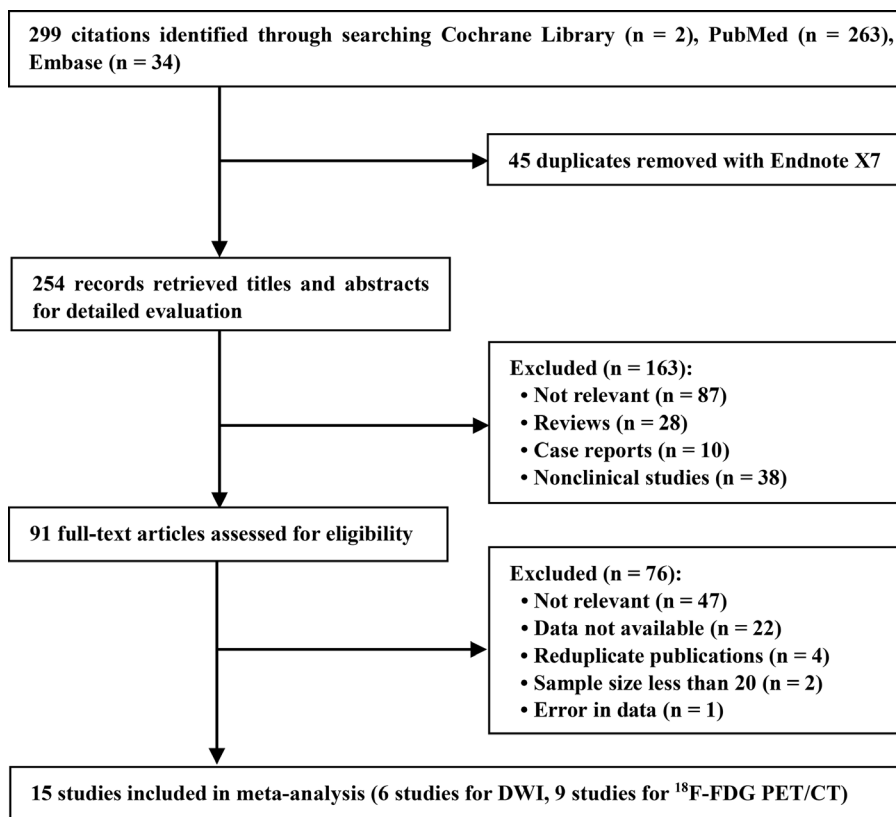 299 citations identified through searching Cochrane Library (n = 2), PubMed (n = 263),
Embase (n = 34)
45 duplicates removed with Endnote X7
254 records retrieved titles and abstracts
for detailed evaluation
Excluded (n = 163):
• Not relevant (n = 87)
• Reviews (n = 28)
• Case reports (n = 10)
• Nonclinical studies (n = 38)
91 full-text articles assessed for eligibility
Excluded (n = 76):
• Not relevant (n = 47)
• Data not available (n = 22)
• Reduplicate publications (n = 4)
• Sample size less than 20 (n = 2)
• Error in data (n = 1)
15 studies included in meta-analysis (6 studies for DWI, 9 studies for ¹⁸F-FDG PET/CT)